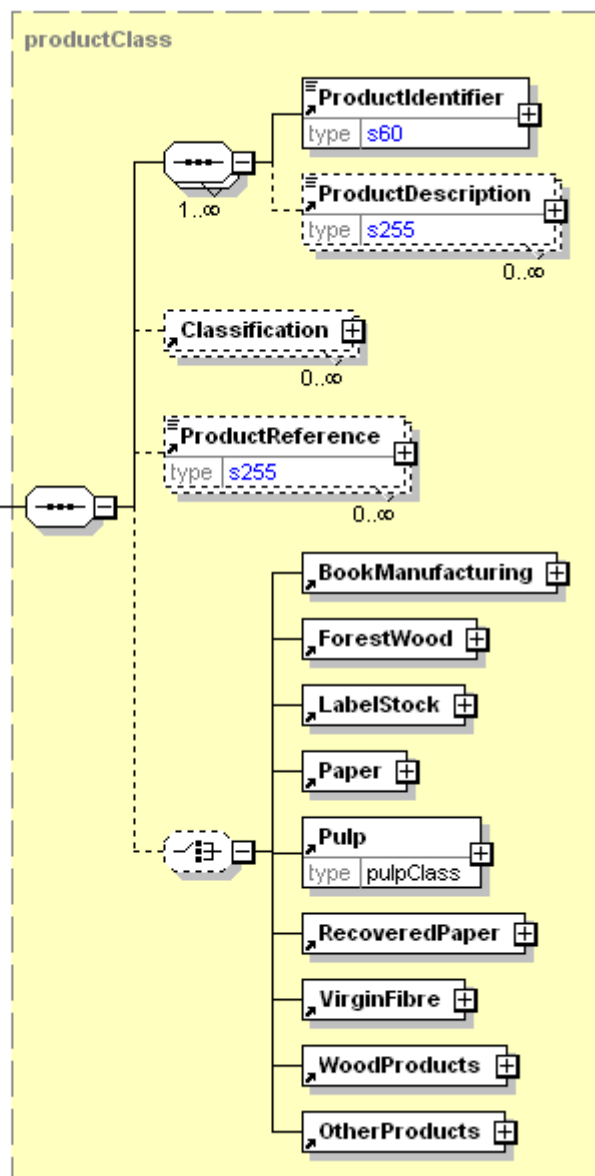 productClass
ProductIdentifier
type s60
ProductDescription
type s255
1..∞
0..∞
Classification
0..∞
ProductReference
type s255
0..∞
BookManufacturing
ForestWood
LabelStock
Paper
Pulp
type pulpClass
RecoveredPaper
VirginFibre
WoodProducts
OtherProducts